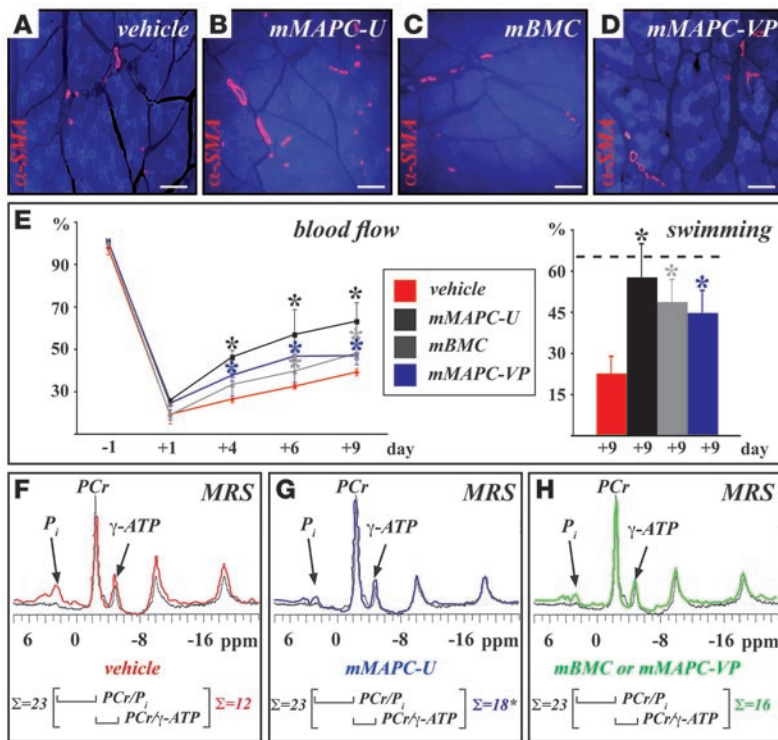 A vehicle
B mMAPC-U
C mBMC
D mMAPC-VP
α-SMA
α-SMA
α-SMA
α-SMA
E blood flow
%
90
70
50
30
-1 +1 +4 +6 +9 day
vehicle
mMAPC-U
mBMC
mMAPC-VP
swimming
%
60
45
30
15
+9 +9 +9 +9 day
* * * * * * * * * * *
F MRS
PCr
Pi
γ-ATP
6 0 -8 -16 ppm
vehicle
Σ=23 PCr/Pi Σ=12
PCr/γ-ATP
G MRS
PCr
Pi
γ-ATP
6 0 -8 -16 ppm
mMAPC-U
Σ=23 PCr/Pi Σ=18*
PCr/γ-ATP
H MRS
PCr
Pi
γ-ATP
6 0 -8 -16 ppm
mBMC or mMAPC-VP
Σ=23 PCr/Pi Σ=16
PCr/γ-ATP